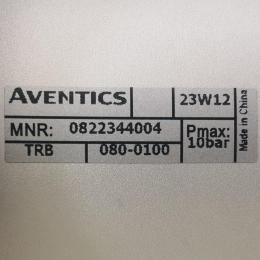 AVENTICS 23W12
MNR: 0822344004 Pmax:
10bar
TRB 080-0100
Made in China